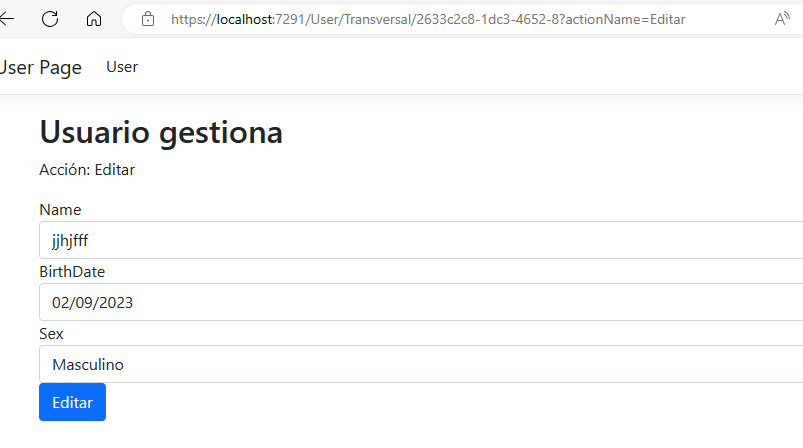 https://localhost:7291/User/Transversal/2633c2c8-1dc3-4652-8?actionName=Editar
User Page User
Usuario gestiona
Acción: Editar
Name
jjhjfff
BirthDate
02/09/2023
Sex
Masculino
Editar